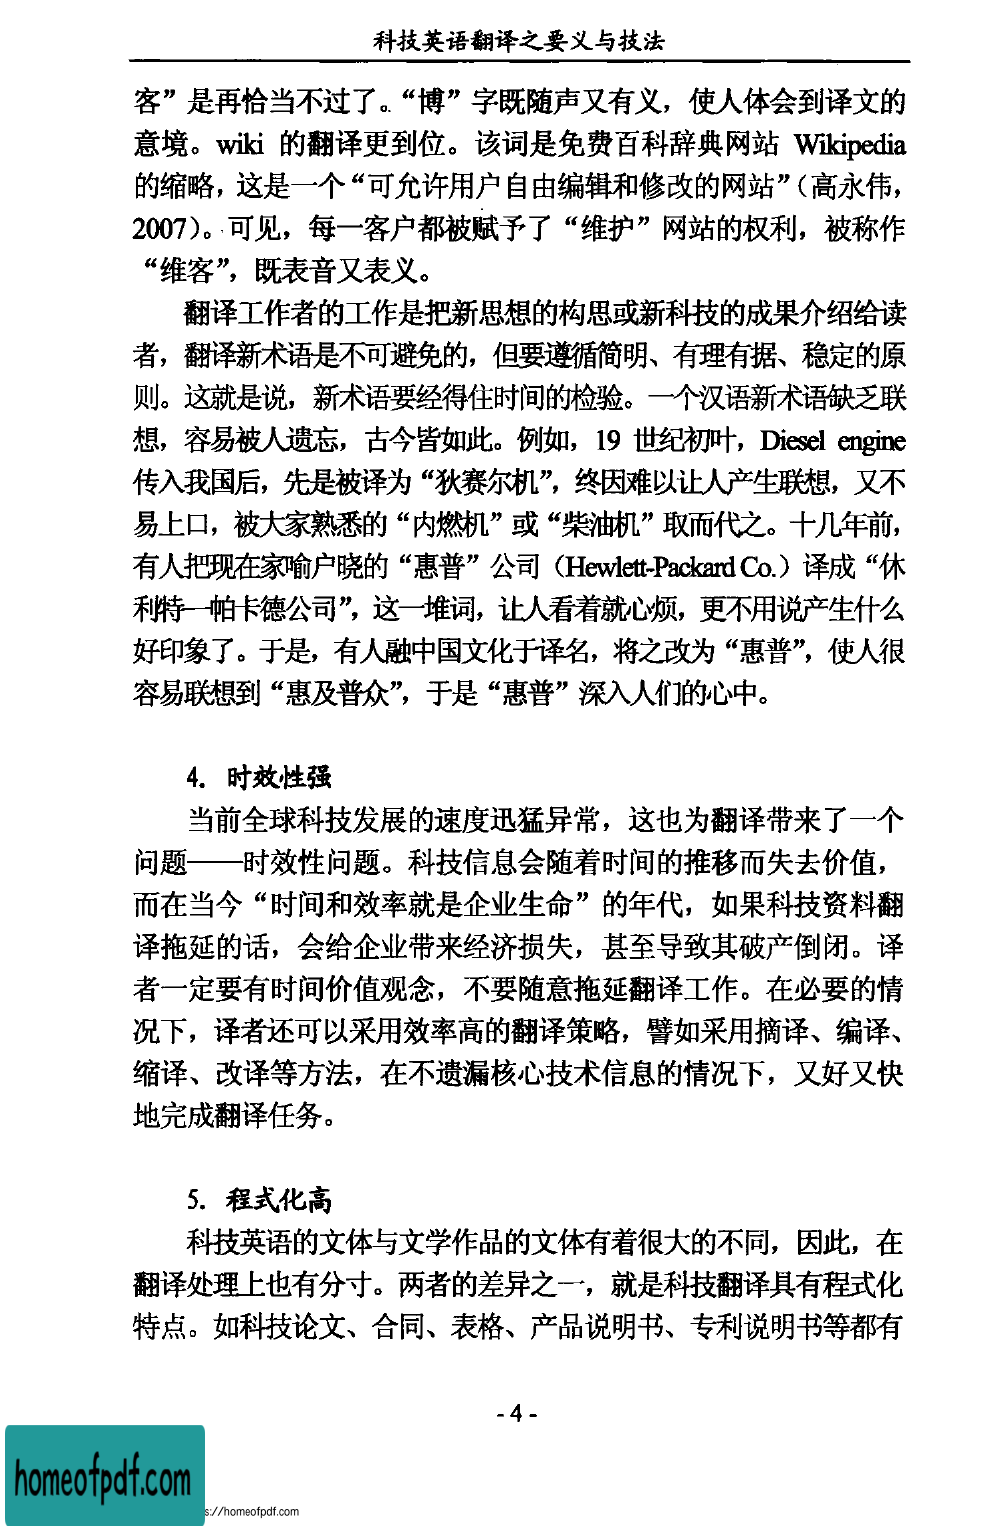 科技英语翻译之要义与技法
客”是再恰当不过了。“博”字既随声又有义，使人体会到译文的
意境。wiki 的翻译更到位。该词是免费百科辞典网站 Wikipedia
的缩略，这是一个“可允许用户自由编辑和修改的网站”（高永伟，
2007）。可见，每一客户都被赋予了“维护”网站的权利，被称作
“维客”，既表音又表义。
翻译工作者的工作是把新思想的构思或新科技的成果介绍给读
者，翻译新术语是不可避免的，但要遵循简明、有理有据、稳定的原
则。这就是说，新术语要经得住时间的检验。一个汉语新术语缺乏联
想，容易被人遗忘，古今皆如此。例如，19 世纪初叶，Diesel engine
传入我国后，先是被译为“狄赛尔机”，终因难以让人产生联想，又不
易上口，被大家熟悉的“内燃机”或“柴油机”取而代之。十几年前，
有人把现在家喻户晓的“惠普”公司（Hewlett-Packard Co.）译成“休
利特—帕卡德公司”，这一堆词，让人看着就心烦，更不用说产生什么
好印象了。于是，有人融中国文化于译名，将之改为“惠普”，使人很
容易联想到“惠及普众”，于是“惠普”深入人们的心中。
4. 时效性强
当前全球科技发展的速度迅猛异常，这也为翻译带来了一个
问题——时效性问题。科技信息会随着时间的推移而失去价值，
而在当今“时间和效率就是企业生命”的年代，如果科技资料翻
译拖延的话，会给企业带来经济损失，甚至导致其破产倒闭。译
者一定要有时间价值观念，不要随意拖延翻译工作。在必要的情
况下，译者还可以采用效率高的翻译策略，譬如采用摘译、编译、
缩译、改译等方法，在不遗漏核心技术信息的情况下，又好又快
地完成翻译任务。
5. 程式化高
科技英语的文体与文学作品的文体有着很大的不同，因此，在
翻译处理上也有分寸。两者的差异之一，就是科技翻译具有程式化
特点。如科技论文、合同、表格、产品说明书、专利说明书等都有
- 4 -
homeofpdf.com
s://homeofpdf.com